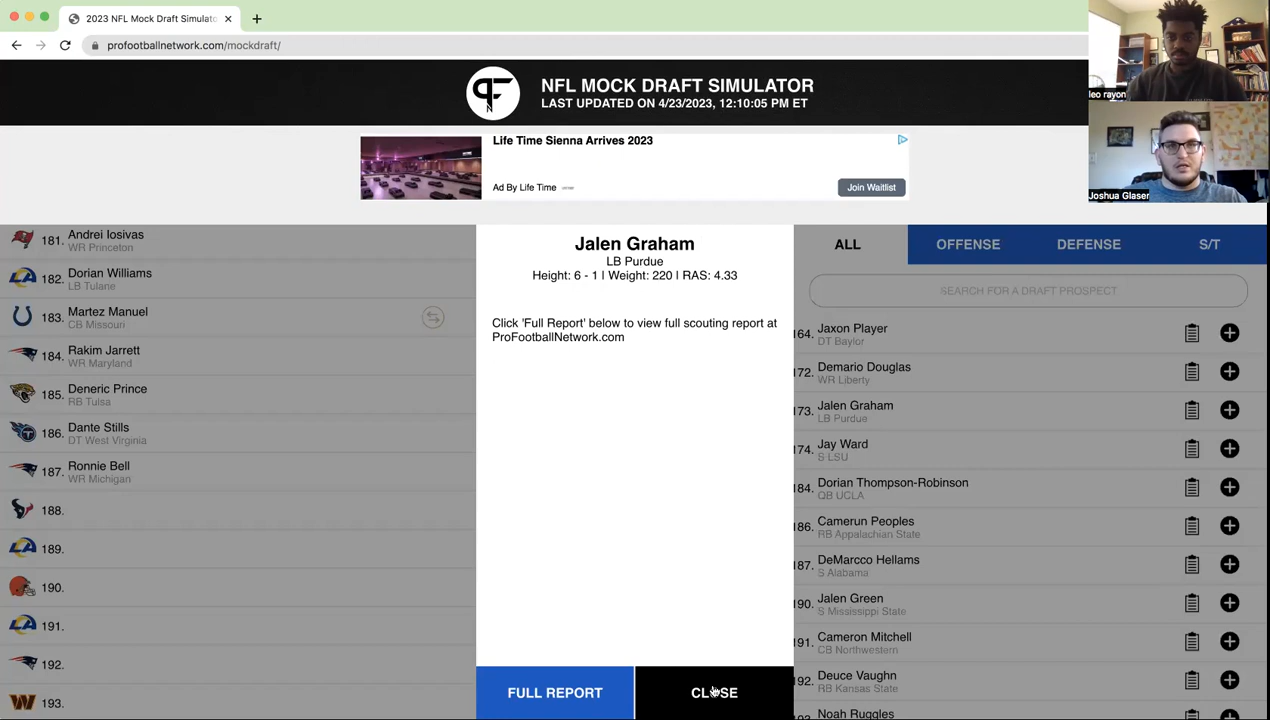 2023 NFL Mock Draft Simulato
profootballnetwork.com/mockdraft/
PF
N
NFL MOCK DRAFT SIMULATOR
LAST UPDATED ON 4/23/2023, 12:10:05 PM ET
leo rayon
Joshua Glaser
Life Time Sienna Arrives 2023
Ad By Life Time
Join Waitlist
181. Andrei Iosivas
WR Princeton
182. Dorian Williams
LB Tulane
183. Martez Manuel
CB Missouri
184. Rakim Jarrett
WR Maryland
185. Deneric Prince
RB Tulsa
186. Dante Stills
DT West Virginia
187. Ronnie Bell
WR Michigan
188.
189.
190.
191.
192.
193.
Jalen Graham
LB Purdue
Height: 6 - 1 | Weight: 220 | RAS: 4.33
Click 'Full Report' below to view full scouting report at
ProFootballNetwork.com
FULL REPORT
CLOSE
ALL
OFFENSE
DEFENSE
S/T
SEARCH FOR A DRAFT PROSPECT
164. Jaxon Player
DT Baylor
172. Demario Douglas
WR Liberty
173. Jalen Graham
LB Purdue
174. Jay Ward
S LSU
184. Dorian Thompson-Robinson
QB UCLA
186. Camerun Peoples
RB Appalachian State
187. DeMarcco Hellams
S Alabama
190. Jalen Green
S Mississippi State
191. Cameron Mitchell
CB Northwestern
192. Deuce Vaughn
RB Kansas State
Noah Ruggles